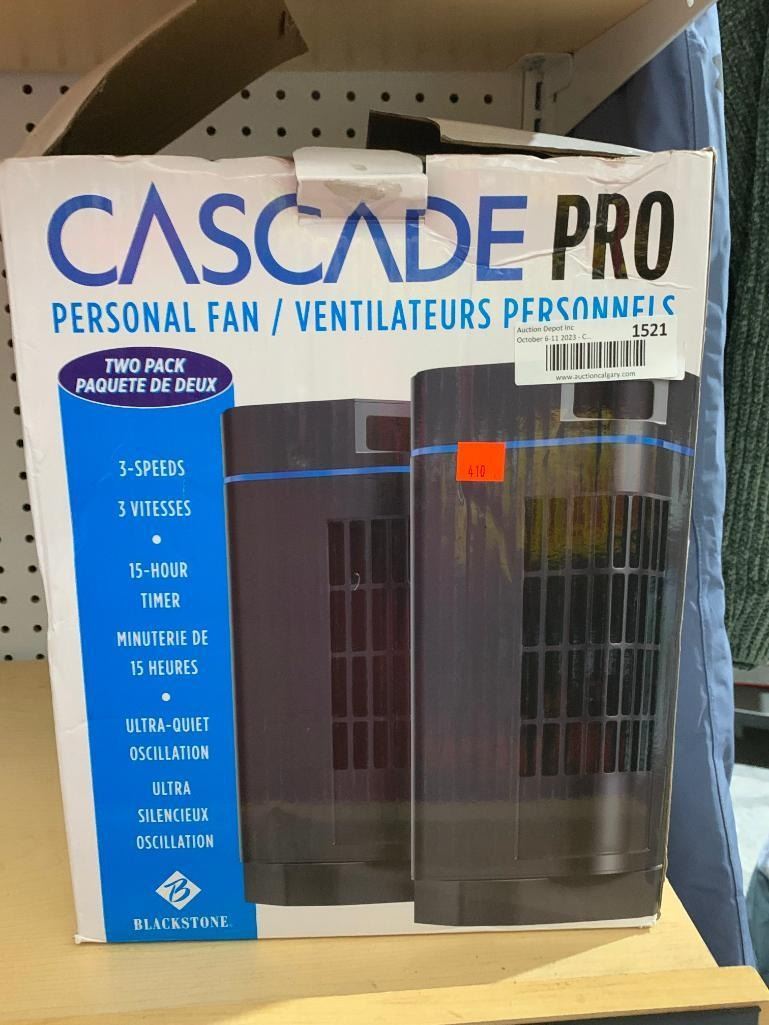 CASCADE PRO
PERSONAL FAN / VENTILATEURS PERSONNELS
Auction Depot Inc
1521
October 6-11 2023 - C...
www.auctioncalgary.com
TWO PACK
PAQUETE DE DEUX
410
3-SPEEDS
3 VITESSES
15-HOUR
TIMER
MINUTERIE DE
15 HEURES
ULTRA-QUIET
OSCILLATION
ULTRA
SILENCIEUX
OSCILLATION
B
BLACKSTONE